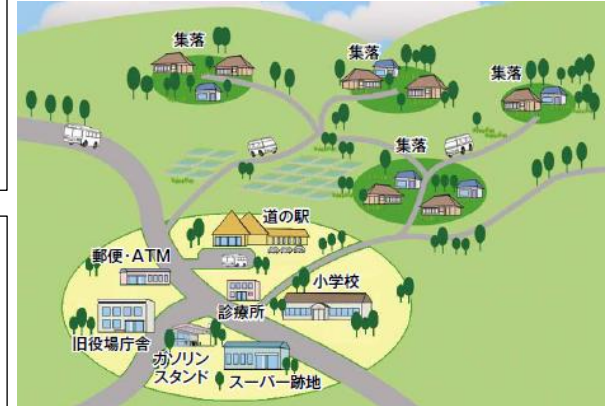 集落
集落
集落
集落
道の駅
郵便・ATM
小学校
診療所
旧役場庁舎
ガソリン
スタンド
スーパー跡地